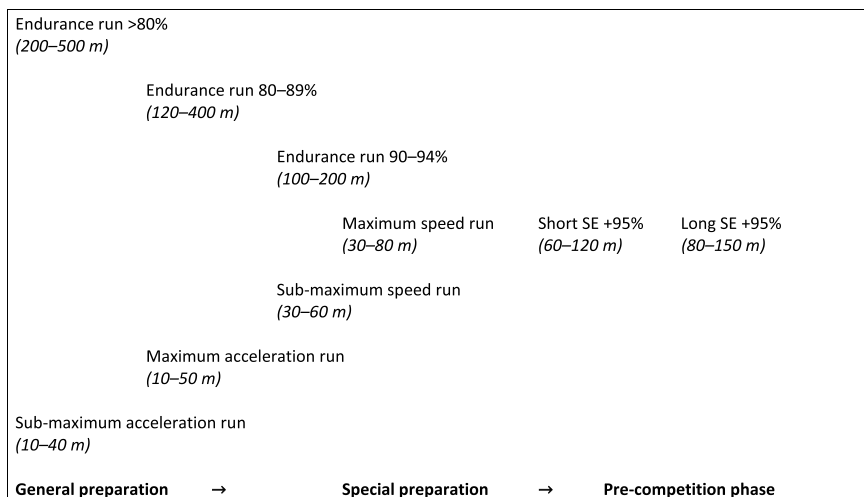 Endurance run >80%
(200–500 m)
Endurance run 80–89%
(120–400 m)
Endurance run 90–94%
(100–200 m)
Maximum speed run Short SE +95% Long SE +95%
(30–80 m) (60–120 m) (80–150 m)
Sub-maximum speed run
(30–60 m)
Maximum acceleration run
(10–50 m)
Sub-maximum acceleration run
(10–40 m)
General preparation → Special preparation → Pre-competition phase